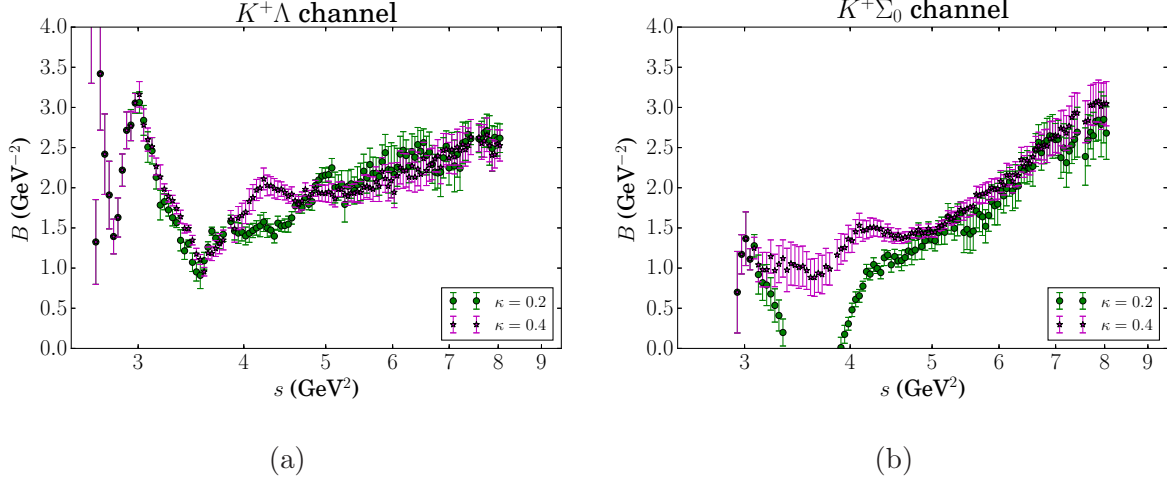 K⁺Λ channel
4.0
3.5
3.0
2.5
2.0
1.5
1.0
0.5
0.0
B (GeV⁻²)
κ = 0.2
κ = 0.4
3 4 5 6 7 8 9
s (GeV²)
(a)
K⁺Σ₀ channel
4.0
3.5
3.0
2.5
2.0
1.5
1.0
0.5
0.0
B (GeV⁻²)
κ = 0.2
κ = 0.4
3 4 5 6 7 8 9
s (GeV²)
(b)